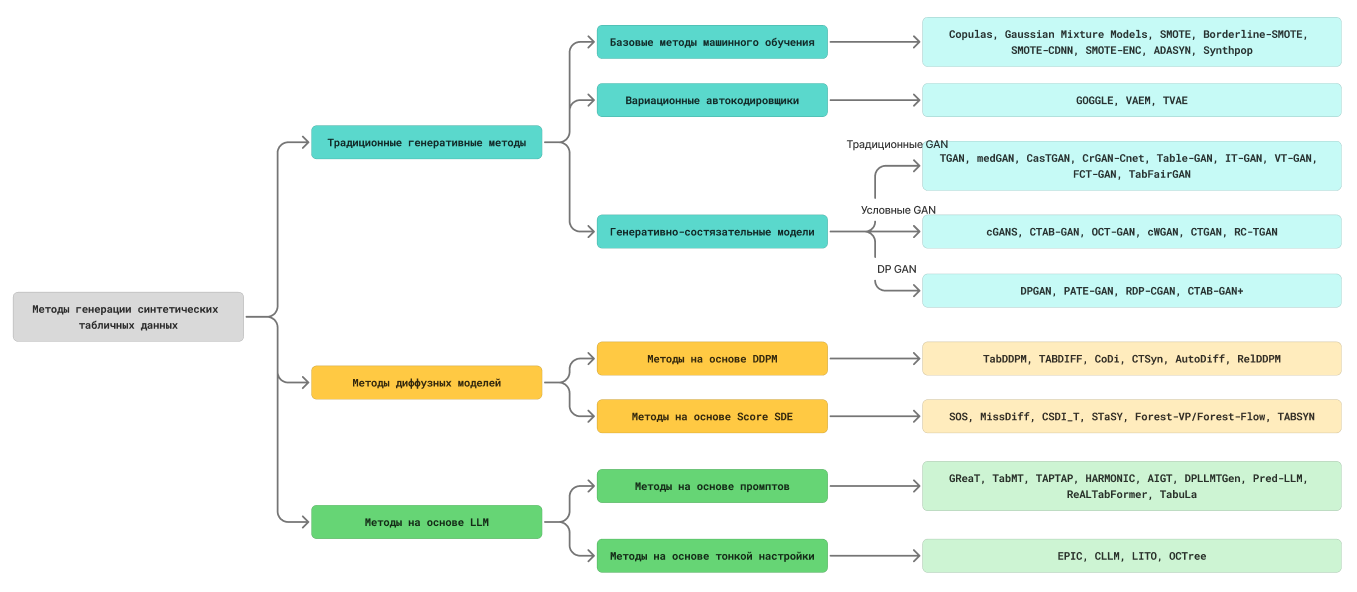 Методы генерации синтетических
табличных данных
Традиционные генеративные методы
Базовые методы машинного обучения
Copulas, Gaussian Mixture Models, SMOTE, Borderline-SMOTE,
SMOTE-CDNN, SMOTE-ENC, ADASYN, Synthpop
Вариационные автокодировщики
GOGGLE, VAEM, TVAE
Генеративно-состязательные модели
Традиционные GAN
TGAN, medGAN, CasTGAN, CrGAN-Cnet, Table-GAN, IT-GAN, VT-GAN,
FCT-GAN, TabFairGAN
Условные GAN
cGANS, CTAB-GAN, OCT-GAN, cWGAN, CTGAN, RC-TGAN
DP GAN
DPGAN, PATE-GAN, RDP-CGAN, CTAB-GAN+
Методы диффузных моделей
Методы на основе DDPM
TabDDPM, TABDIFF, CoDi, CTSyn, AutoDiff, RelDDPM
Методы на основе Score SDE
SOS, MissDiff, CSDI_T, STaSY, Forest-VP/Forest-Flow, TABSYN
Методы на основе LLM
Методы на основе промптов
GReaT, TabMT, TAPTAP, HARMONIC, AIGT, DPLLMTGen, Pred-LLM,
ReALTabFormer, TabuLa
Методы на основе тонкой настройки
EPIC, CLLM, LITO, OCTree